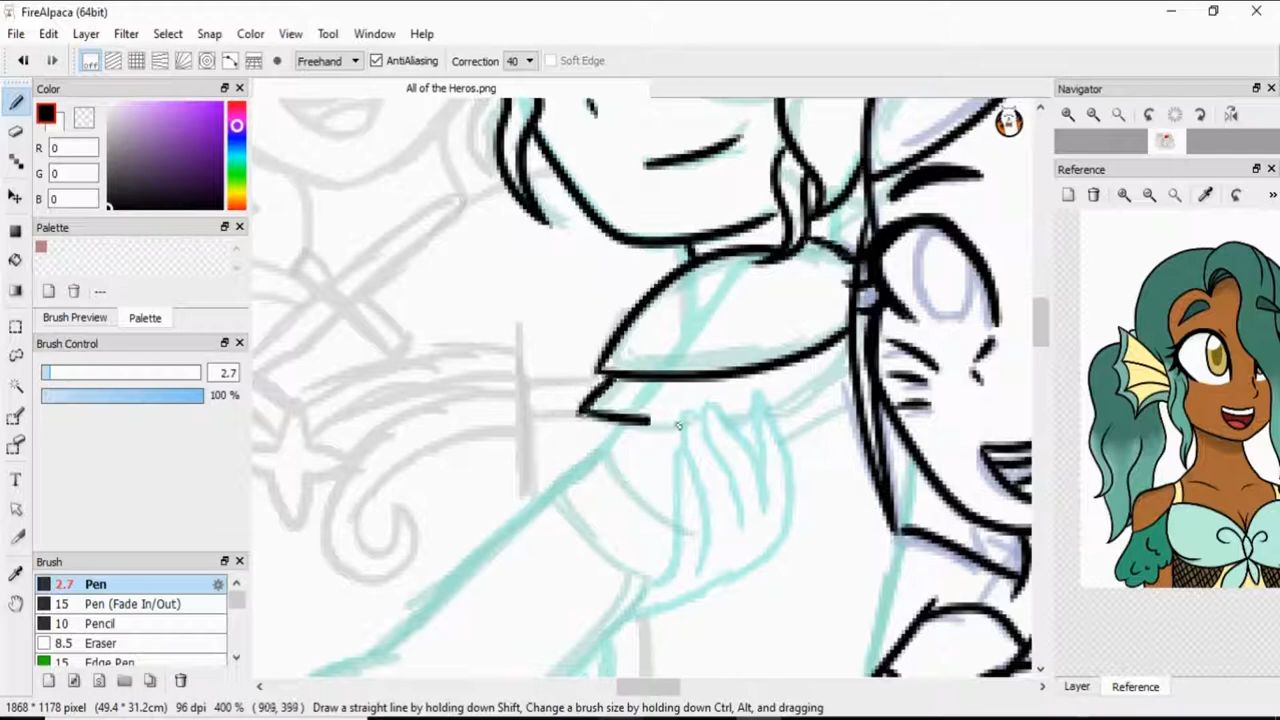 FireAlpaca (64bit)
File Edit Layer Filter Select Snap Color View Tool Window Help
off Freehand AntiAliasing Correction 40 Soft Edge
Color
All of the Heros.png
Navigator
R 0
G 0
B 0
Reference
»
Palette
---
Brush Preview Palette
Brush Control
2.7
100 %
Brush
2.7 Pen
15 Pen (Fade In/Out)
10 Pencil
8.5 Eraser
15 Edge Pen
Layer Reference
1868 * 1178 pixel (49.4 * 31.2cm) 96 dpi 400 % ( 909, 399) Draw a straight line by holding down Shift, Change a brush size by holding down Ctrl, Alt, and dragging